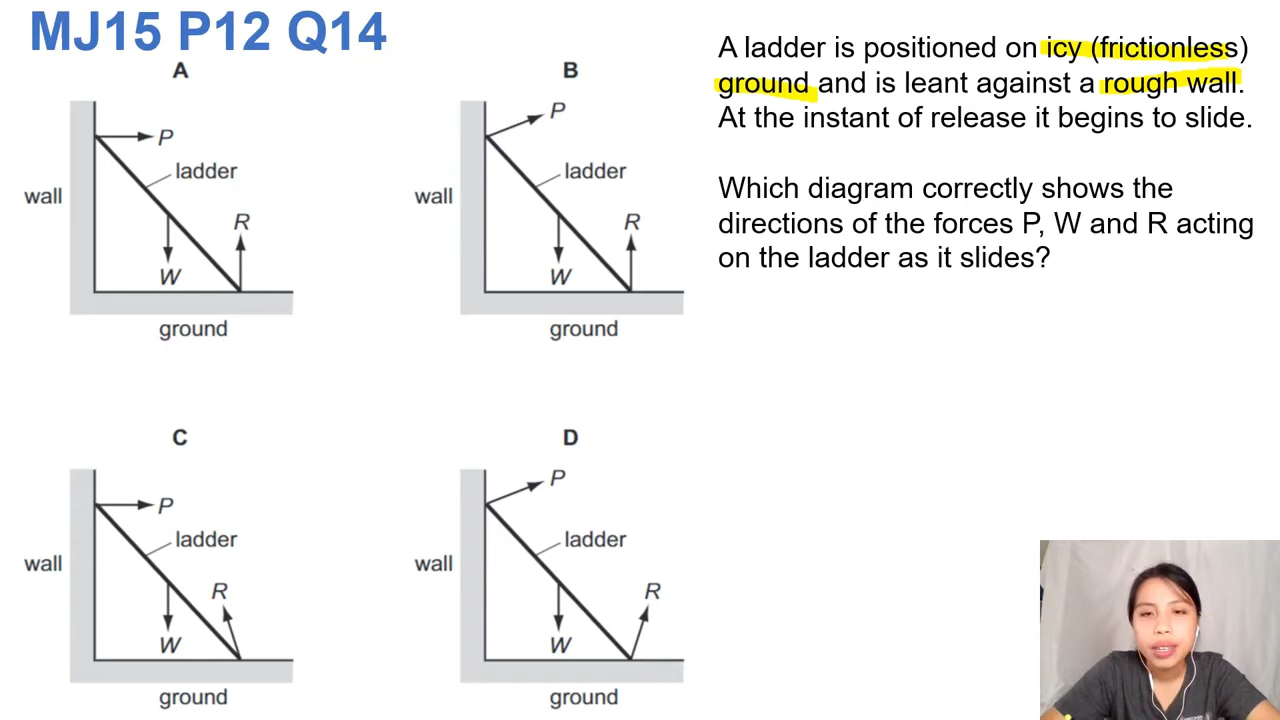 MJ15 P12 Q14
A ladder is positioned on icy (frictionless)
ground and is leant against a rough wall.
At the instant of release it begins to slide.
Which diagram correctly shows the
directions of the forces P, W and R acting
on the ladder as it slides?
A
P
ladder
wall
R
W
ground
B
P
ladder
wall
R
W
ground
C
P
ladder
wall
R
W
ground
D
P
ladder
wall
R
W
ground